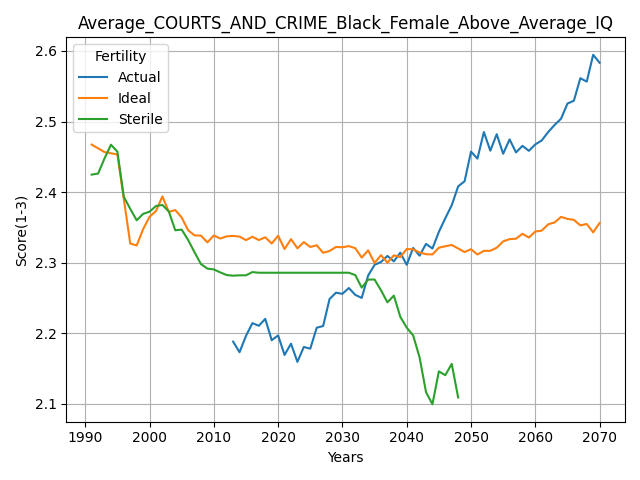 Average_COURTS_AND_CRIME_Black_Female_Above_Average_IQ
Fertility
Actual
Ideal
Sterile
Score(1-3)
2.6
2.5
2.4
2.3
2.2
2.1
1990 2000 2010 2020 2030 2040 2050 2060 2070
Years